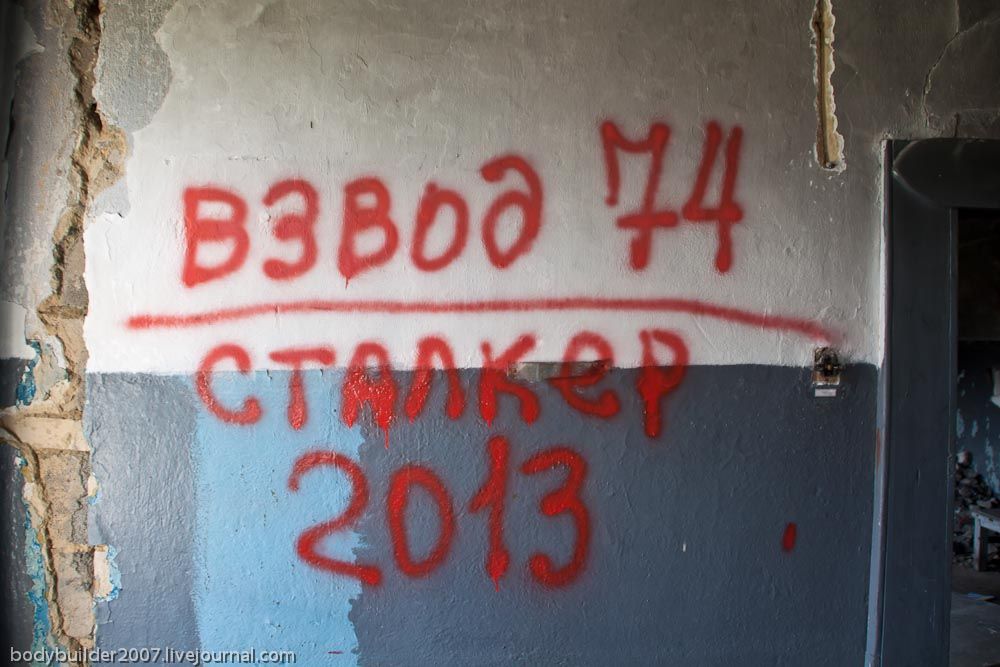 взвод 74
сталкер
2013
bodybuilder2007.livejournal.com